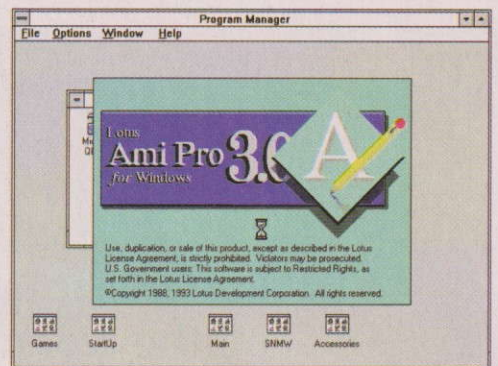 Program Manager
File Options Window Help
Lotus
Ami Pro 3.0
for Windows
A
Use, duplication, or sale of this product, except as described in the Lotus
License Agreement, is strictly prohibited. Violators may be prosecuted.
U.S. Government users: This software is subject to Restricted Rights, as
set forth in the Lotus License Agreement.
©Copyright 1988, 1993 Lotus Development Corporation. All rights reserved.
Games StartUp Main SNMW Accessories